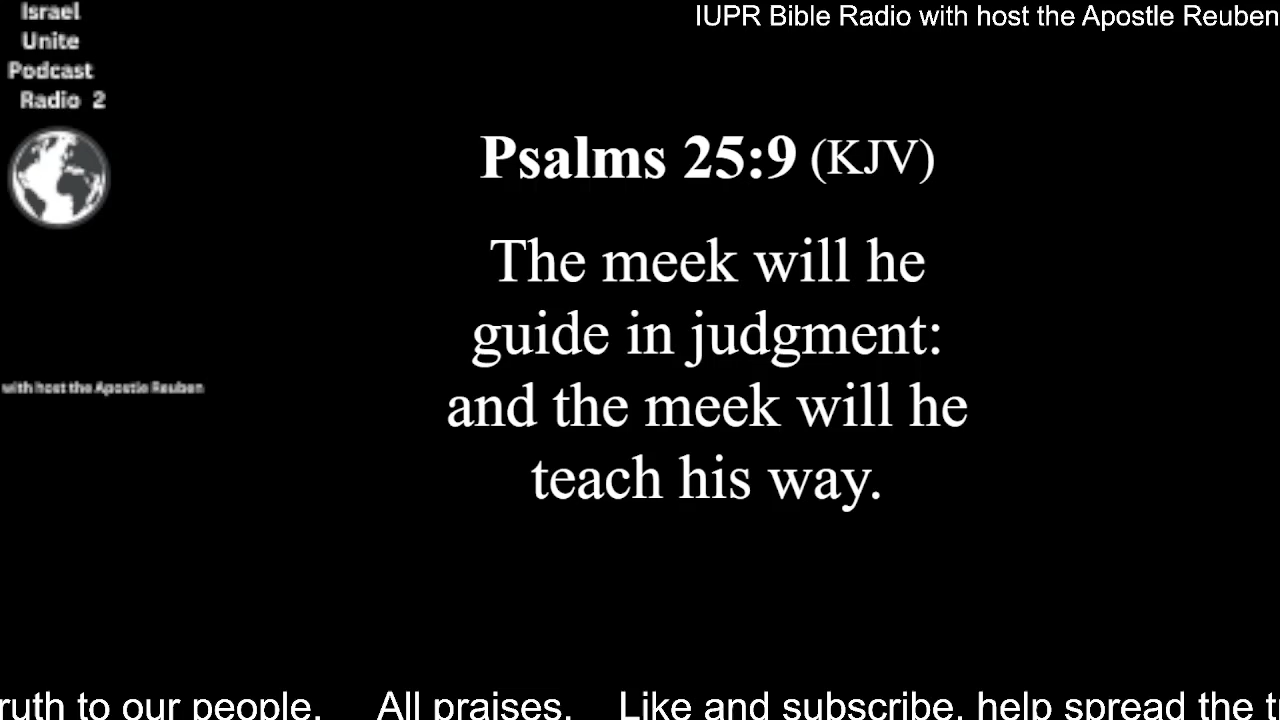 Israel
Unite
Podcast
Radio 2
IUPR Bible Radio with host the Apostle Reuben
Psalms 25:9 (KJV)
The meek will he
guide in judgment:
and the meek will he
teach his way.
with host the Apostle Reuben
ruth to our people. All praises. Like and subscribe, help spread the t